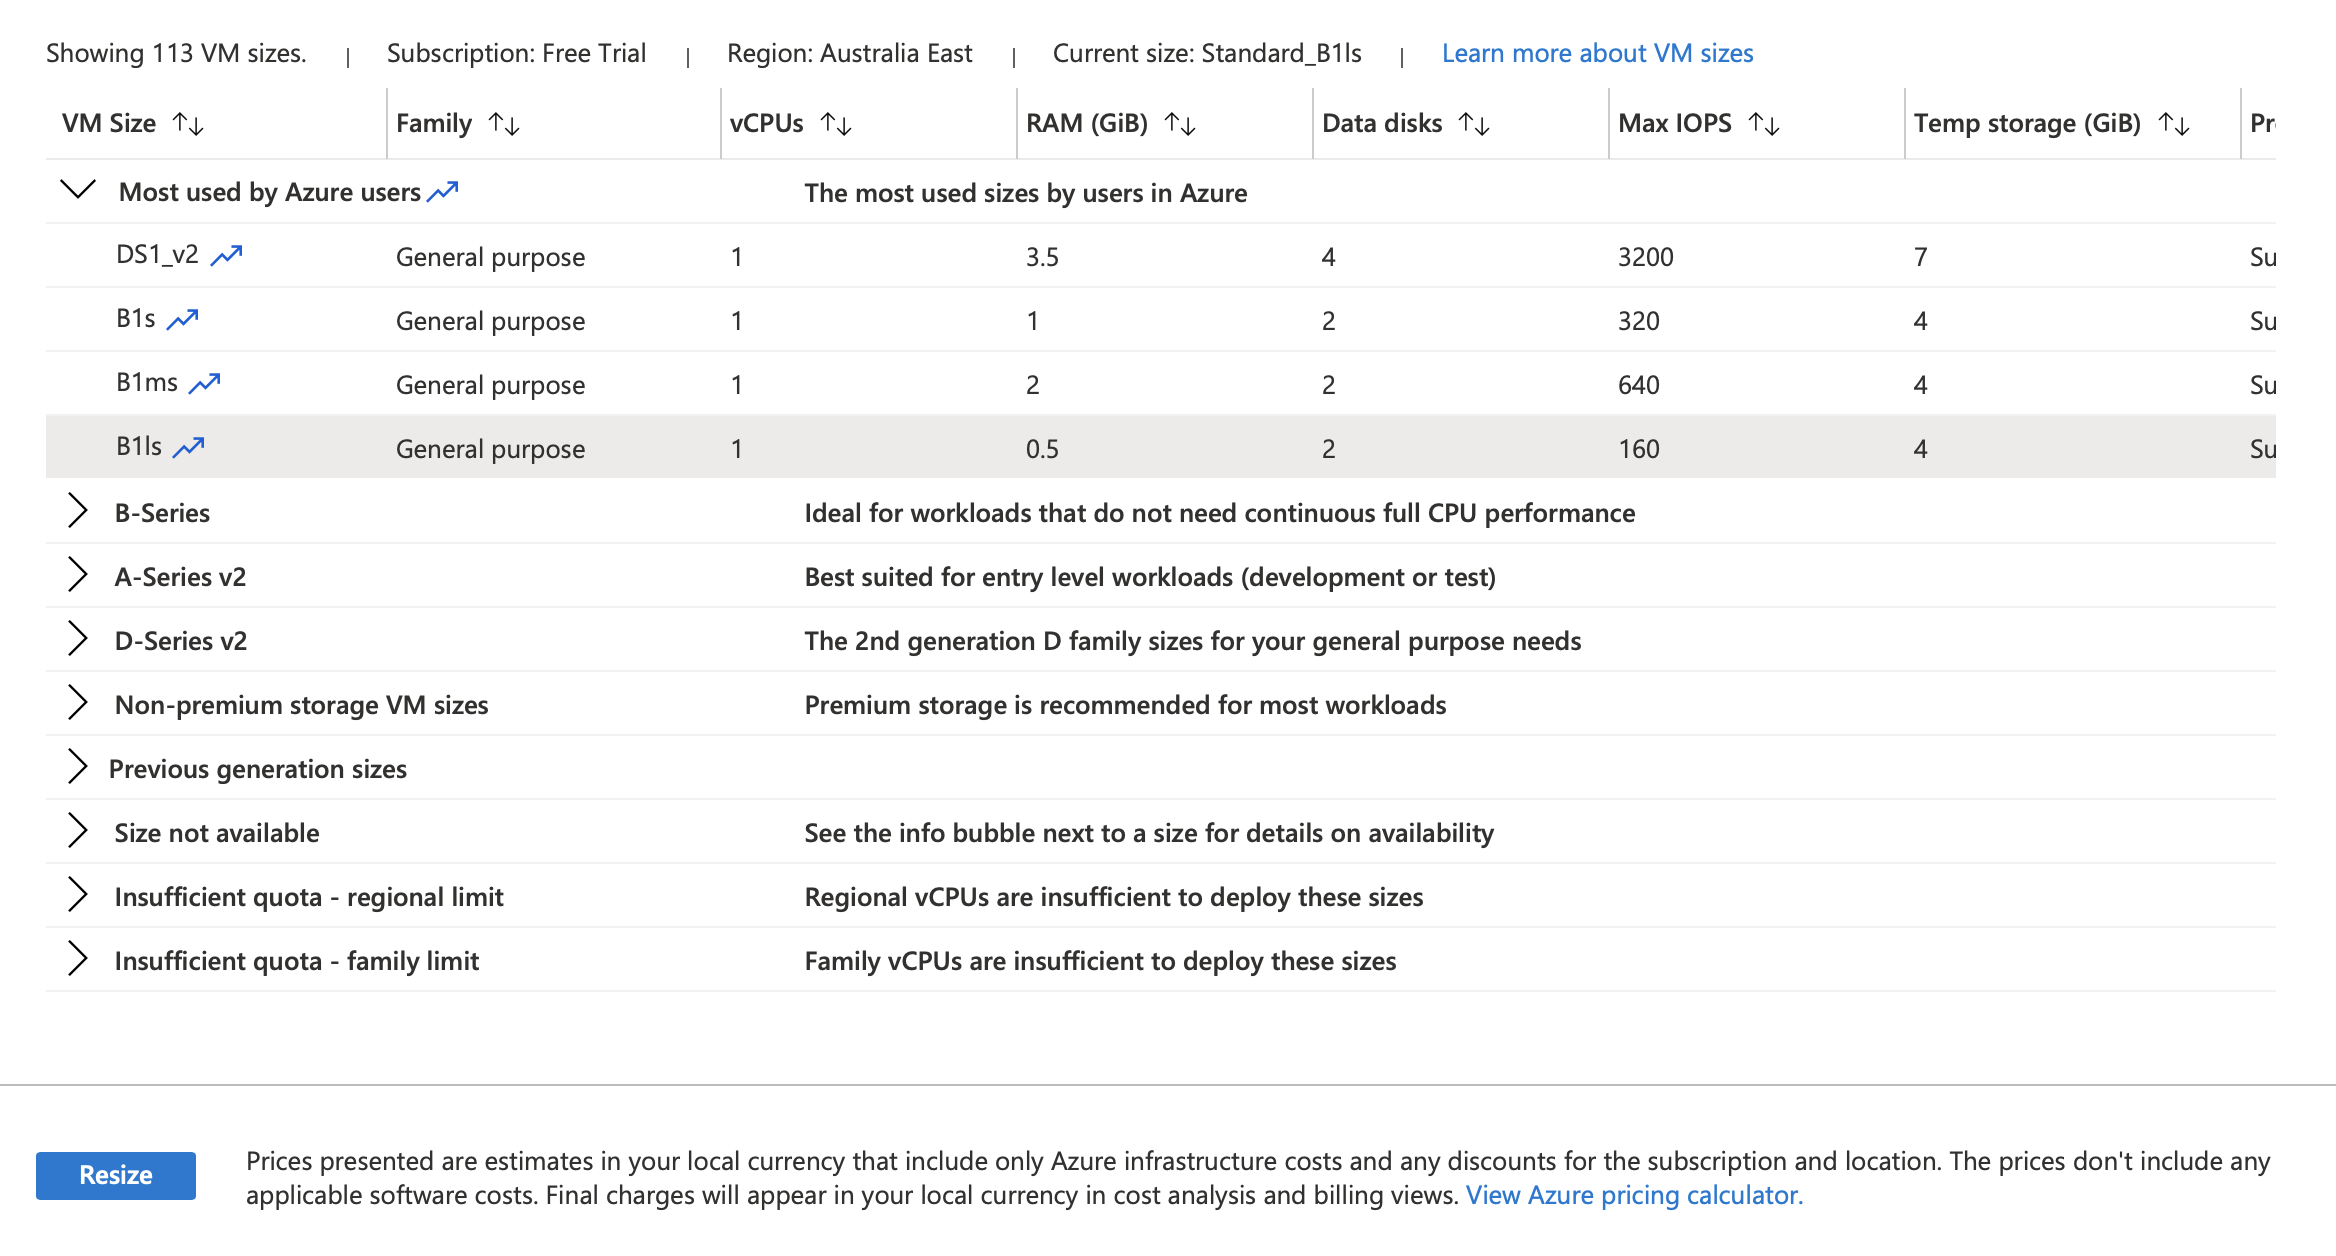 Showing 113 VM sizes. | Subscription: Free Trial | Region: Australia East | Current size: Standard_B1ls | Learn more about VM sizes
VM Size Family vCPUs RAM (GiB) Data disks Max IOPS Temp storage (GiB) Pr
Most used by Azure users The most used sizes by users in Azure
DS1_v2 General purpose 1 3.5 4 3200 7 Su
B1s General purpose 1 1 2 320 4 Su
B1ms General purpose 1 2 2 640 4 Su
B1ls General purpose 1 0.5 2 160 4 Su
B-Series Ideal for workloads that do not need continuous full CPU performance
A-Series v2 Best suited for entry level workloads (development or test)
D-Series v2 The 2nd generation D family sizes for your general purpose needs
Non-premium storage VM sizes Premium storage is recommended for most workloads
Previous generation sizes
Size not available See the info bubble next to a size for details on availability
Insufficient quota - regional limit Regional vCPUs are insufficient to deploy these sizes
Insufficient quota - family limit Family vCPUs are insufficient to deploy these sizes
Resize
Prices presented are estimates in your local currency that include only Azure infrastructure costs and any discounts for the subscription and location. The prices don't include any
applicable software costs. Final charges will appear in your local currency in cost analysis and billing views. View Azure pricing calculator.